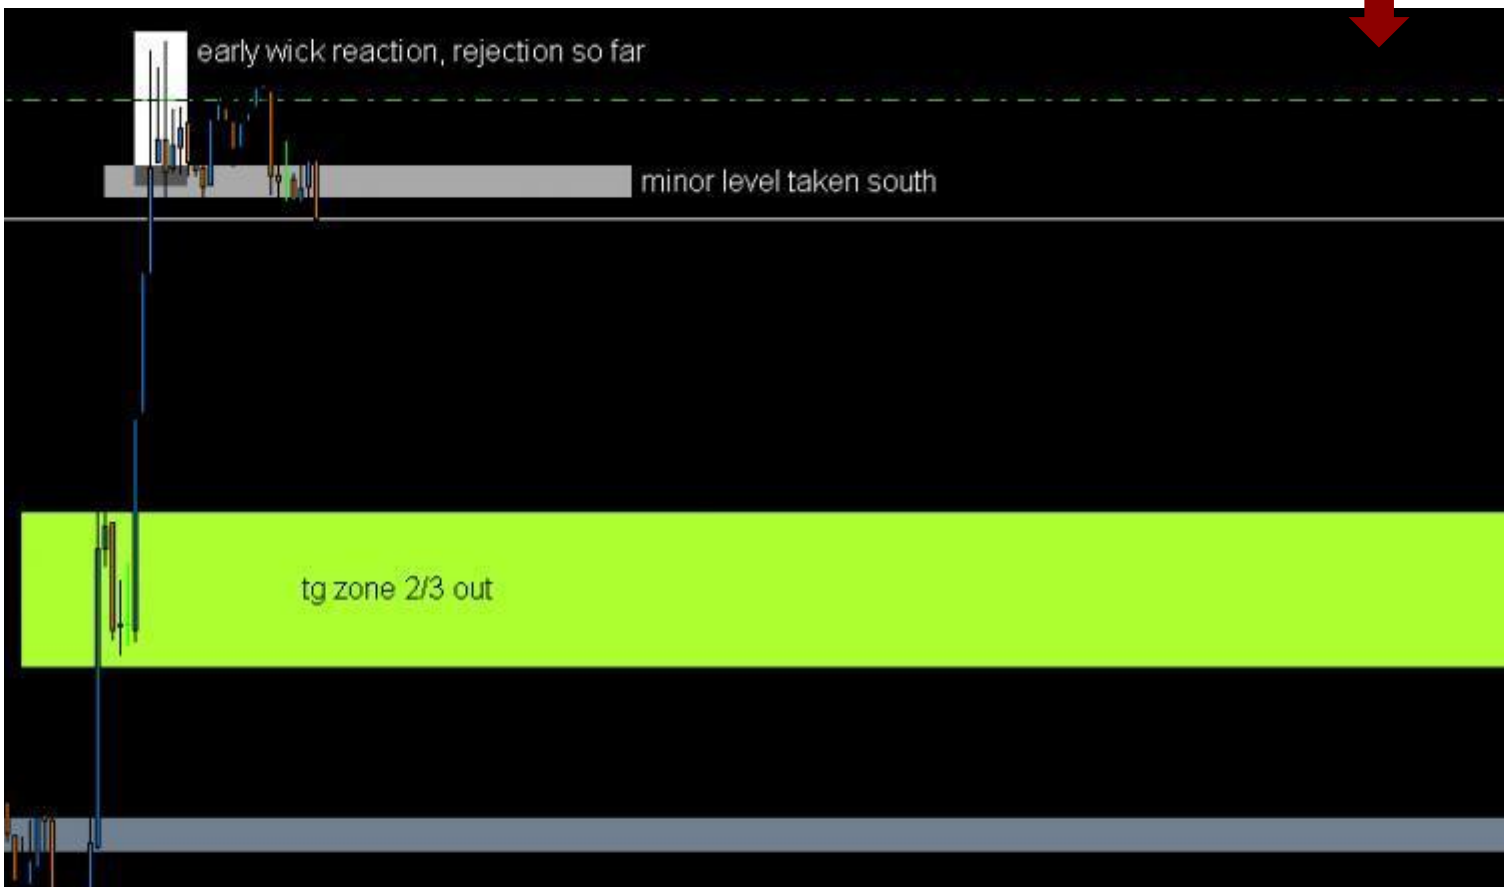 early wick reaction, rejection so far
minor level taken south
tg zone 2/3 out